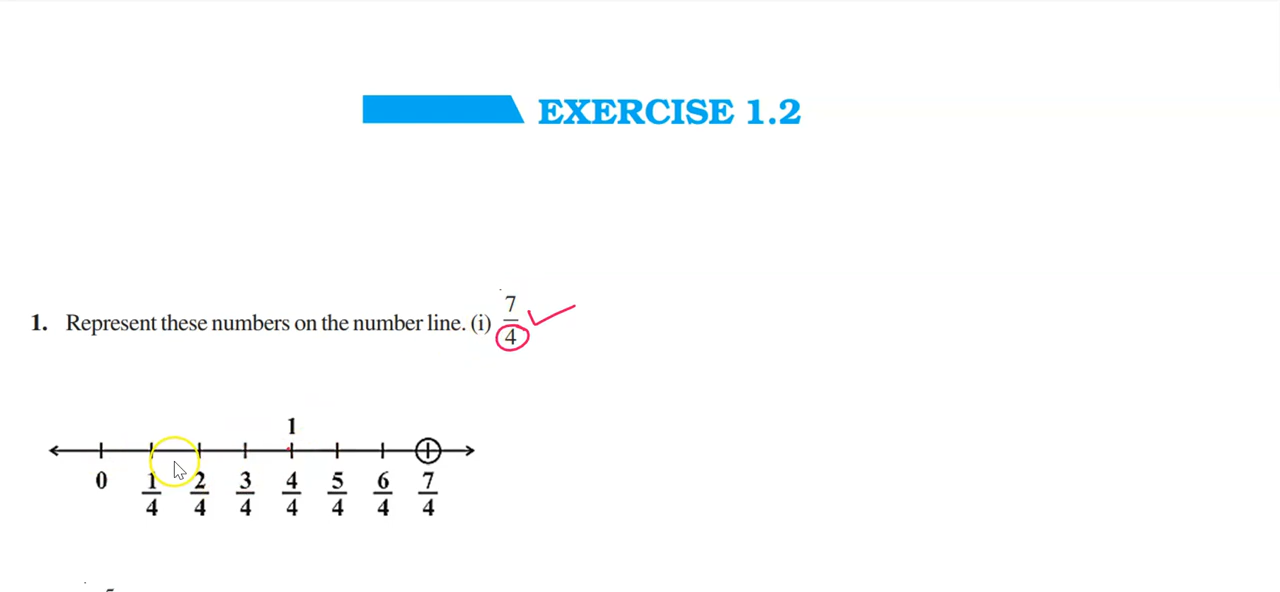 EXERCISE 1.2
1. Represent these numbers on the number line. (i) 7/4
1
0 1/4 2/4 3/4 4/4 5/4 6/4 7/4